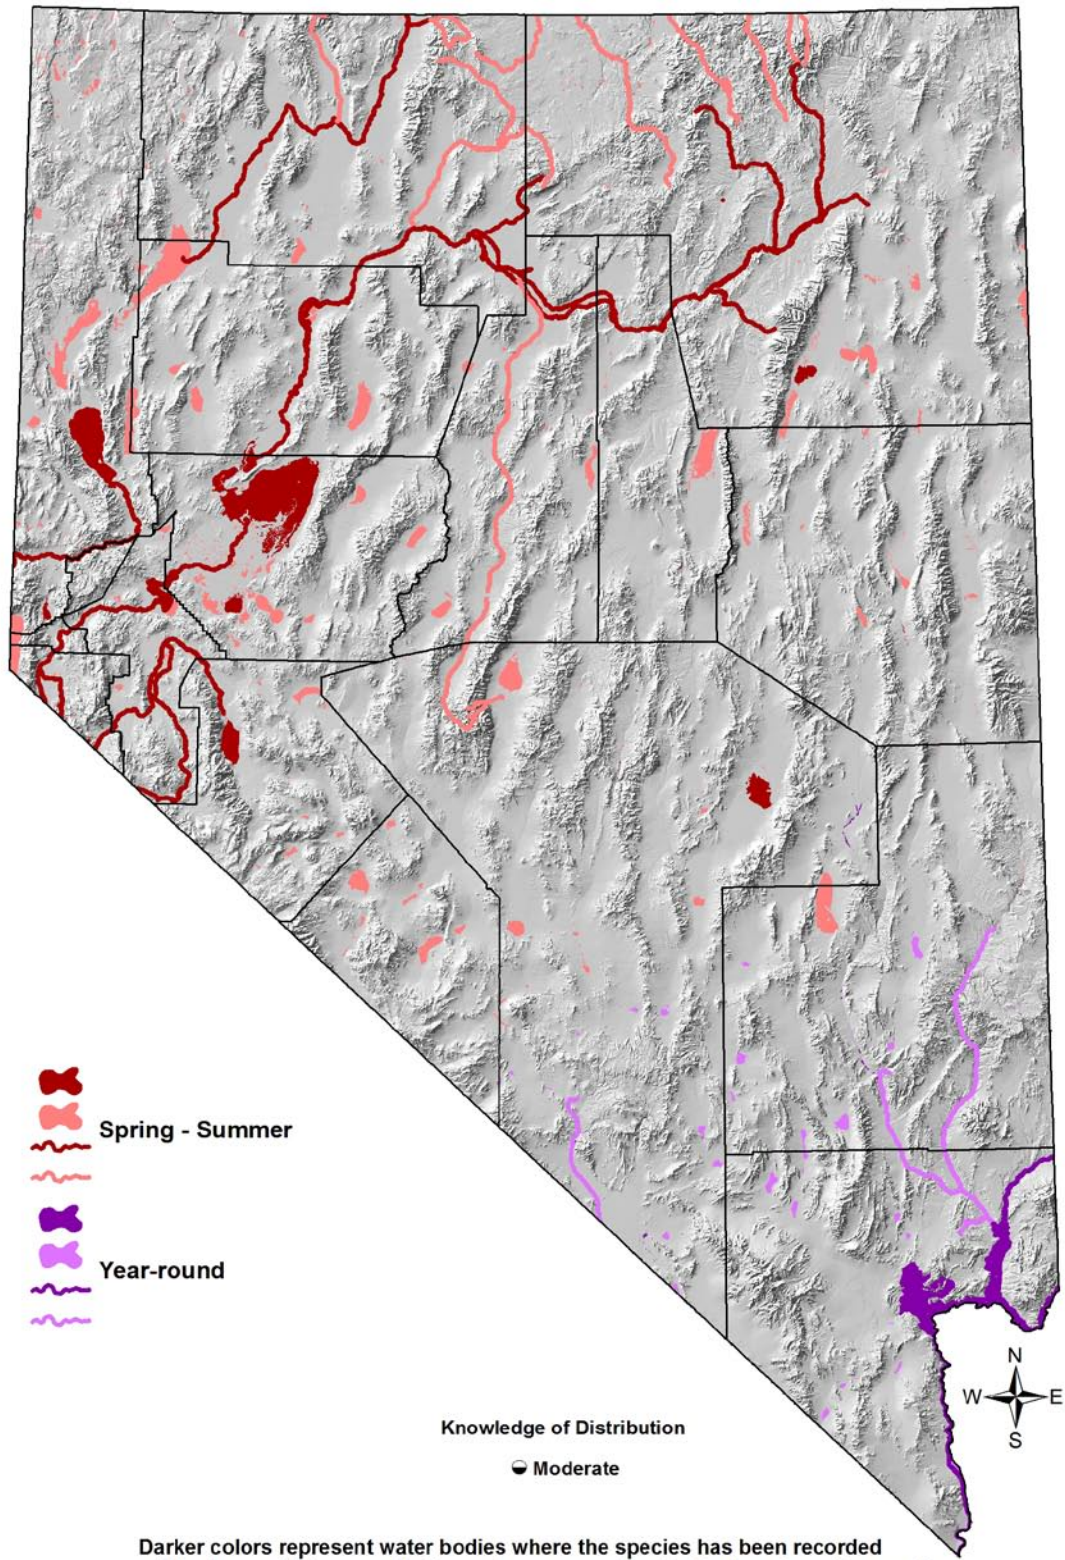 Spring - Summer
Year-round
N
W E
S
Knowledge of Distribution
Moderate
Darker colors represent water bodies where the species has been recorded